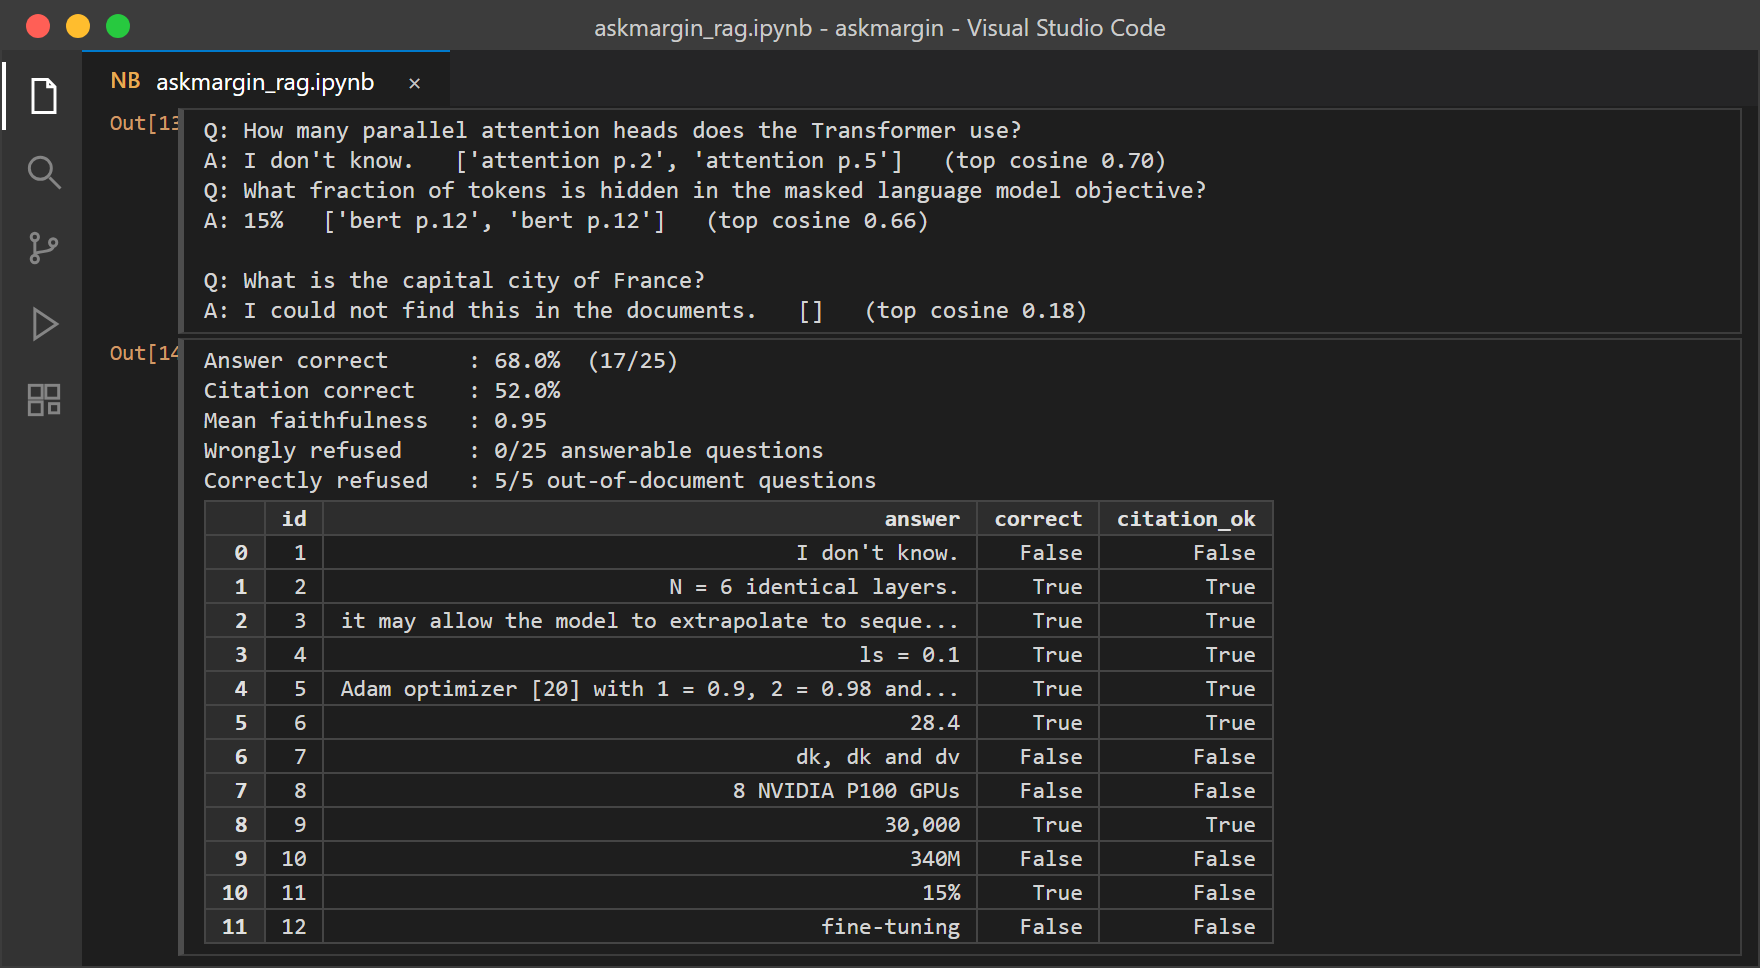 askmargin_rag.ipynb - askmargin - Visual Studio Code
NB askmargin_rag.ipynb ×
Out[13
Q: How many parallel attention heads does the Transformer use?
A: I don't know.   ['attention p.2', 'attention p.5']   (top cosine 0.70)
Q: What fraction of tokens is hidden in the masked language model objective?
A: 15%   ['bert p.12', 'bert p.12']   (top cosine 0.66)
Q: What is the capital city of France?
A: I could not find this in the documents.   []   (top cosine 0.18)
Out[14
Answer correct      : 68.0%  (17/25)
Citation correct    : 52.0%
Mean faithfulness   : 0.95
Wrongly refused     : 0/25 answerable questions
Correctly refused   : 5/5 out-of-document questions
id answer correct citation_ok
0 1 I don't know. False False
1 2 N = 6 identical layers. True True
2 3 it may allow the model to extrapolate to seque... True True
3 4 ls = 0.1 True True
4 5 Adam optimizer [20] with 1 = 0.9, 2 = 0.98 and... True True
5 6 28.4 True True
6 7 dk, dk and dv False False
7 8 8 NVIDIA P100 GPUs False False
8 9 30,000 True True
9 10 340M False False
10 11 15% True False
11 12 fine-tuning False False